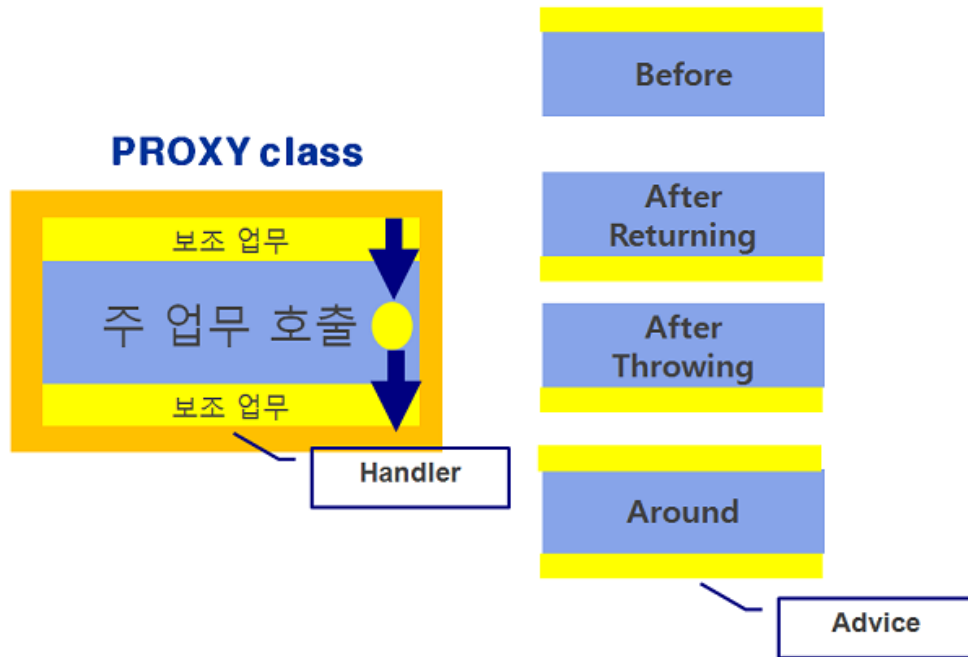 PROXY class
보조 업무
주 업무 호출
보조 업무
Handler
Before
After
Returning
After
Throwing
Around
Advice